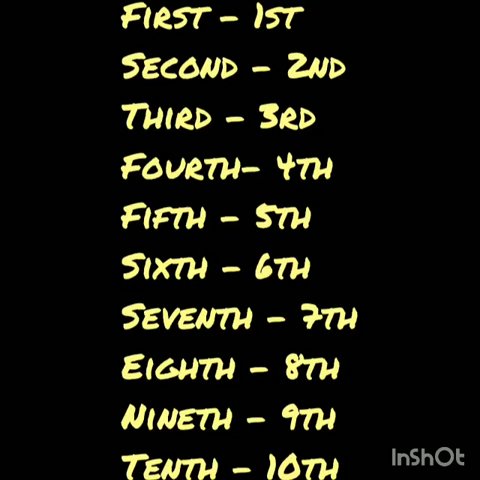 First - 1st
Second - 2nd
Third - 3rd
Fourth- 4th
Fifth - 5th
Sixth - 6th
Seventh - 7th
Eighth - 8th
Nineth - 9th
Tenth - 10th
InShOt